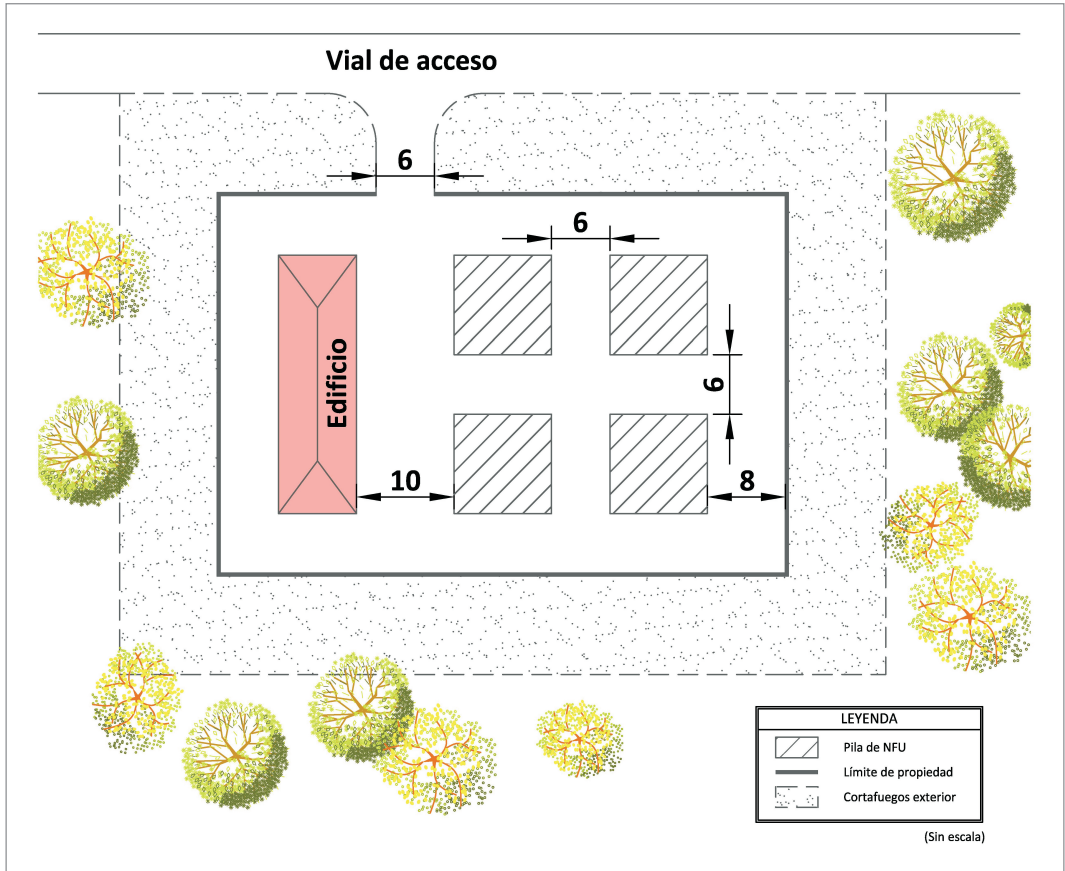 Vial de acceso
6
6
Edificio
6
10
8
LEYENDA
Pila de NFU
Límite de propiedad
Cortafuegos exterior
(Sin escala)